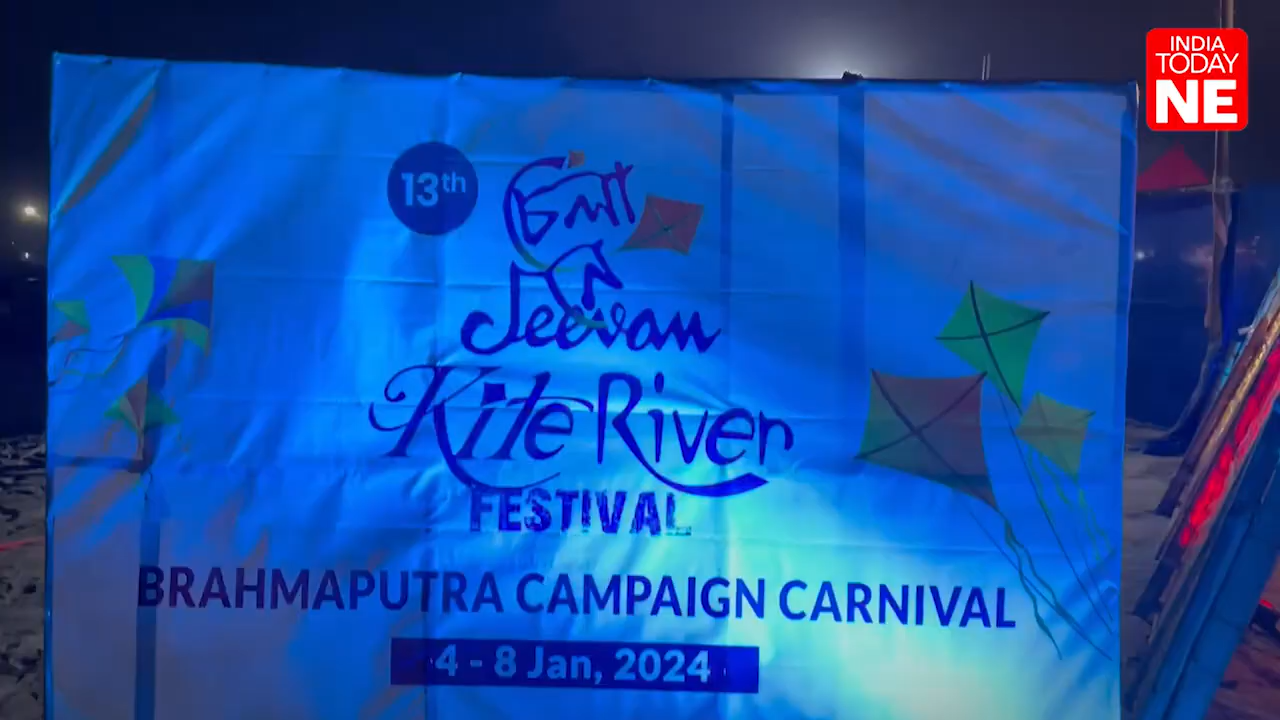 INDIA
TODAY
NE
13th
Jeevan
Kite River
FESTIVAL
BRAHMAPUTRA CAMPAIGN CARNIVAL
4 - 8 Jan, 2024